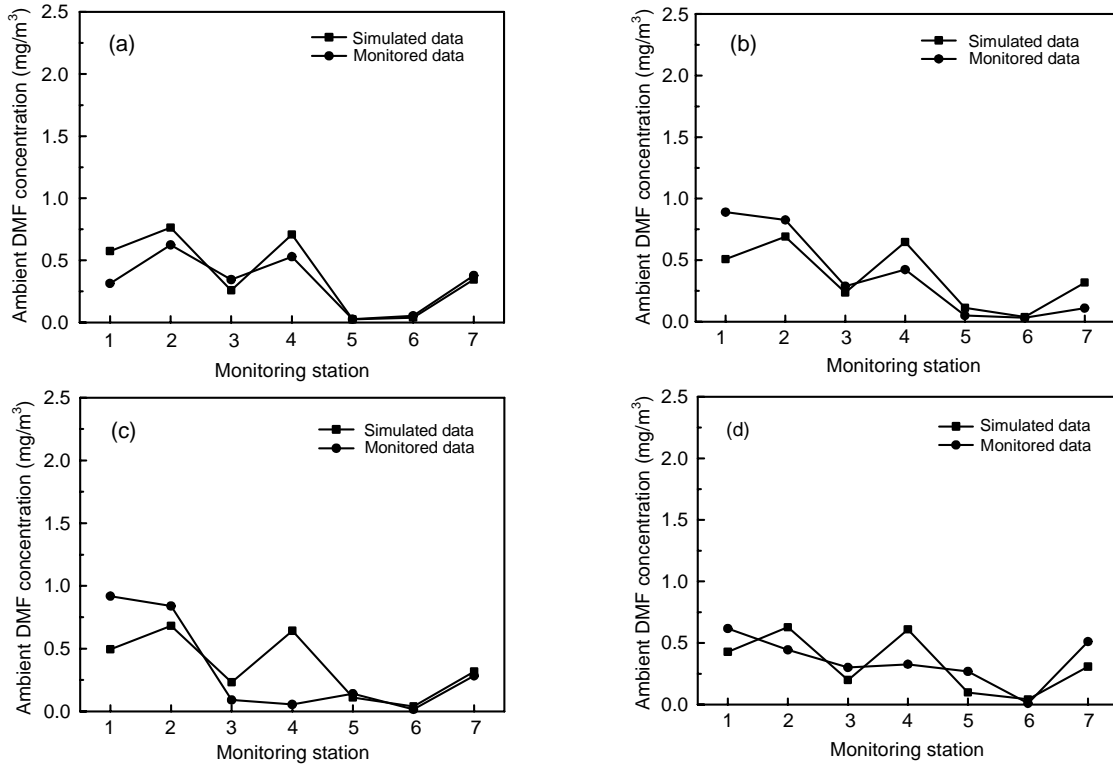 (a)
Simulated data
Monitored data
Ambient DMF concentration (mg/m³)
2.5
2.0
1.5
1.0
0.5
0.0
1 2 3 4 5 6 7
Monitoring station
(b)
Simulated data
Monitored data
Ambient DMF concentration (mg/m³)
2.5
2.0
1.5
1.0
0.5
0.0
1 2 3 4 5 6 7
Monitoring station
(c)
Simulated data
Monitored data
Ambient DMF concentration (mg/m³)
2.5
2.0
1.5
1.0
0.5
0.0
1 2 3 4 5 6 7
Monitoring station
(d)
Simulated data
Monitored data
Ambient DMF concentration (mg/m³)
2.5
2.0
1.5
1.0
0.5
0.0
1 2 3 4 5 6 7
Monitoring station